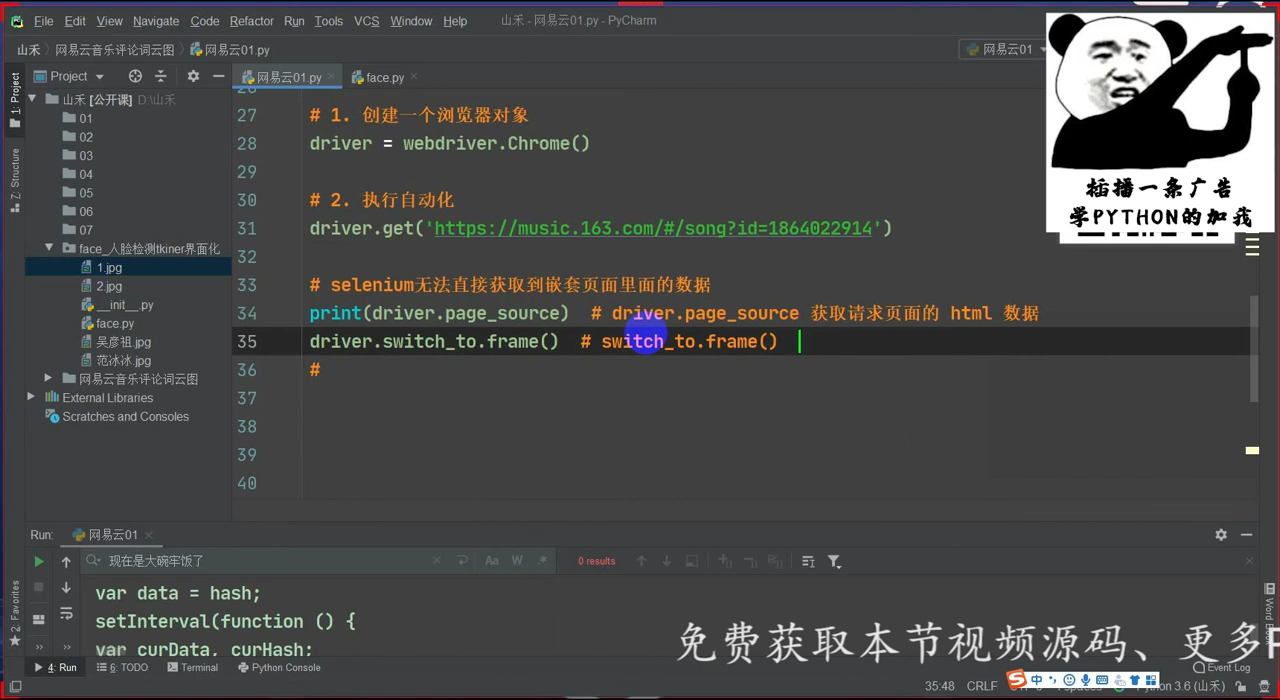 File Edit View Navigate Code Refactor Run Tools VCS Window Help 山禾 - 网易云01.py - PyCharm
山禾 网易云音乐评论词云图 网易云01.py 网易云01
Project 网易云01.py face.py
1: Project
山禾 [公开课] D:\山禾
01
02
03
04
05
06
07
face_人脸检测tkiner界面化
1.jpg
2.jpg
__init__.py
face.py
吴彦祖.jpg
范冰冰.jpg
网易云音乐评论词云图
External Libraries
Scratches and Consoles
Z: Structure
2: Favorites
27 # 1. 创建一个浏览器对象
28 driver = webdriver.Chrome()
29
30 # 2. 执行自动化
31 driver.get('https://music.163.com/#/song?id=1864022914')
32
33 # selenium无法直接获取到嵌套页面里面的数据
34 print(driver.page_source) # driver.page_source 获取请求页面的 html 数据
35 driver.switch_to.frame() # switch_to.frame()
36 #
37
38
39
40
插播一条广告
学PYTHON的加我
Run: 网易云01
现在是大碗牢饭了 Aa W .* 0 results
var data = hash;
setInterval(function () {
var curData, curHash;
免费获取本节视频源码、更多P
4: Run 6: TODO Terminal Python Console Event Log
35:48 CRLF Python 3.6 (山禾)
中